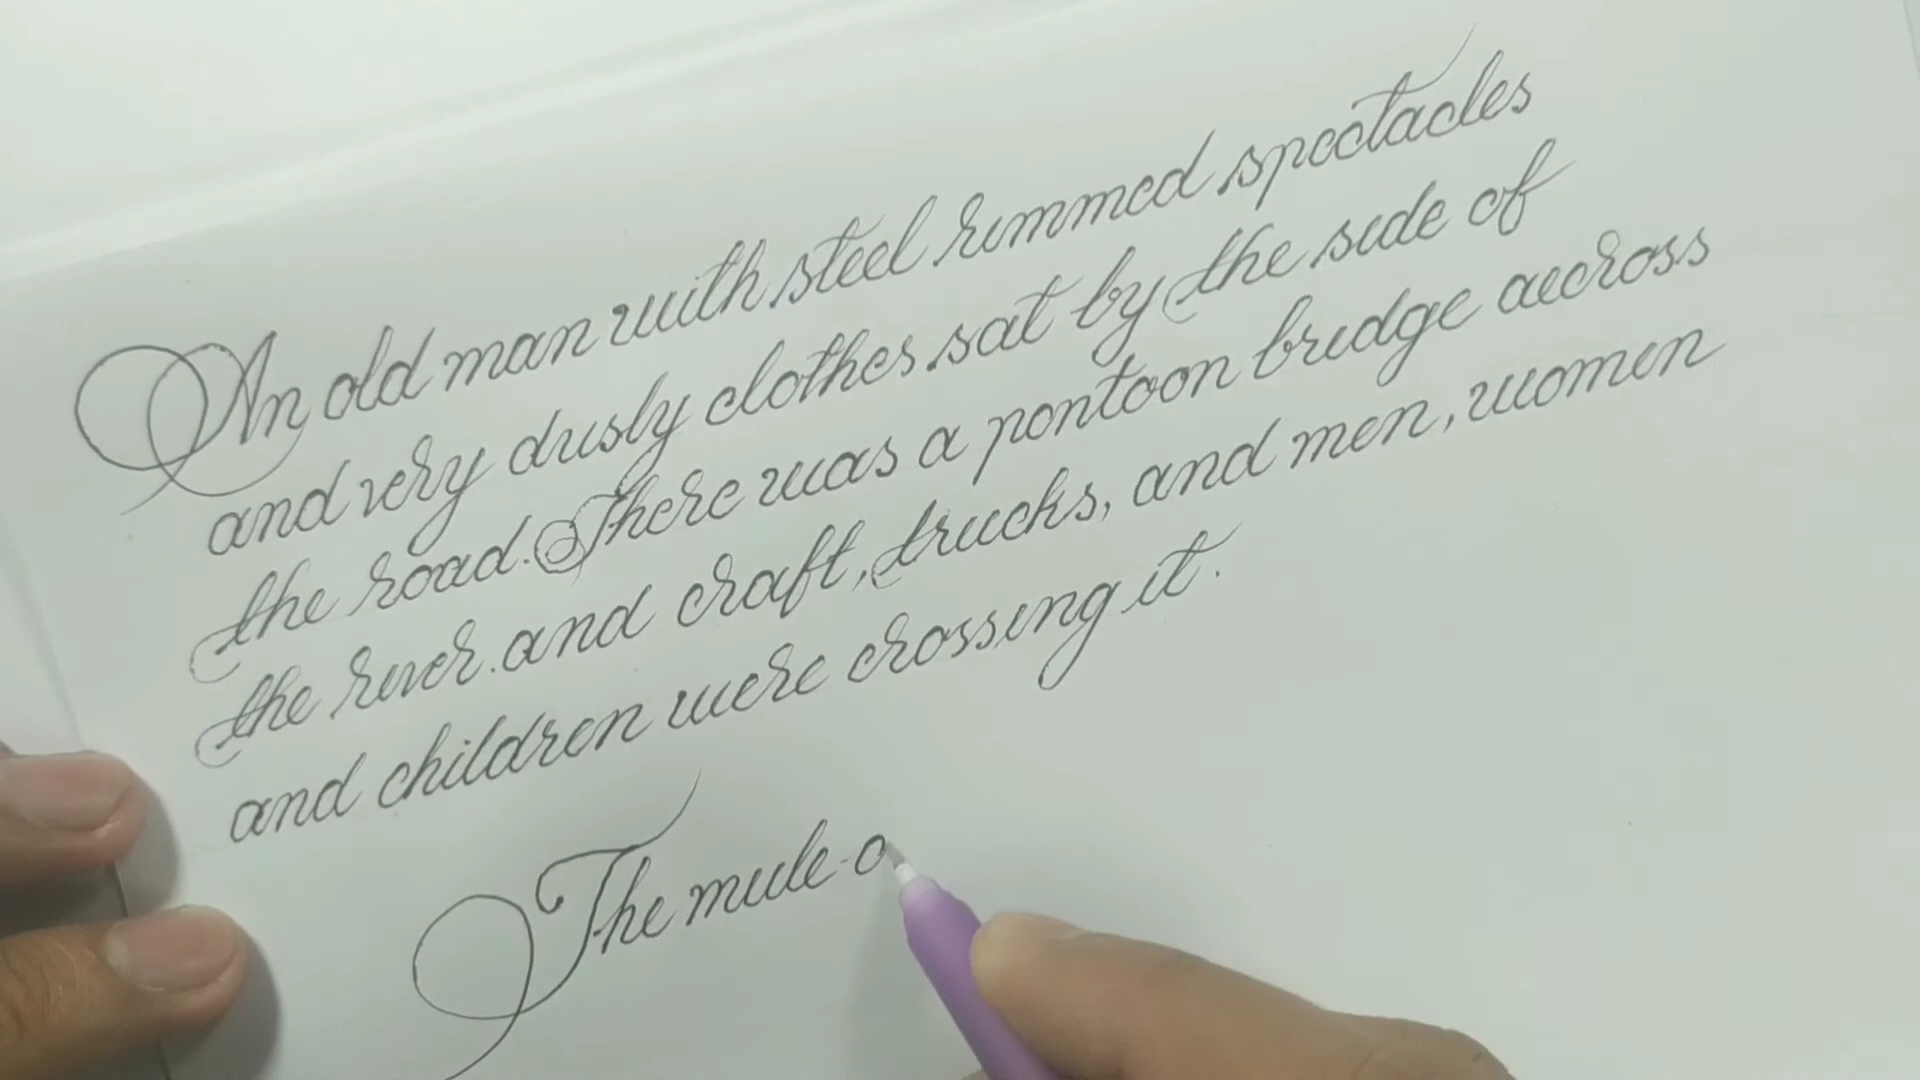 An old man with steel rimmed spectacles
and very dusty clothes sat by the side of
the road. There was a pontoon bridge accross
the river and craft, trucks, and men, women
and children were crossing it.
The mule